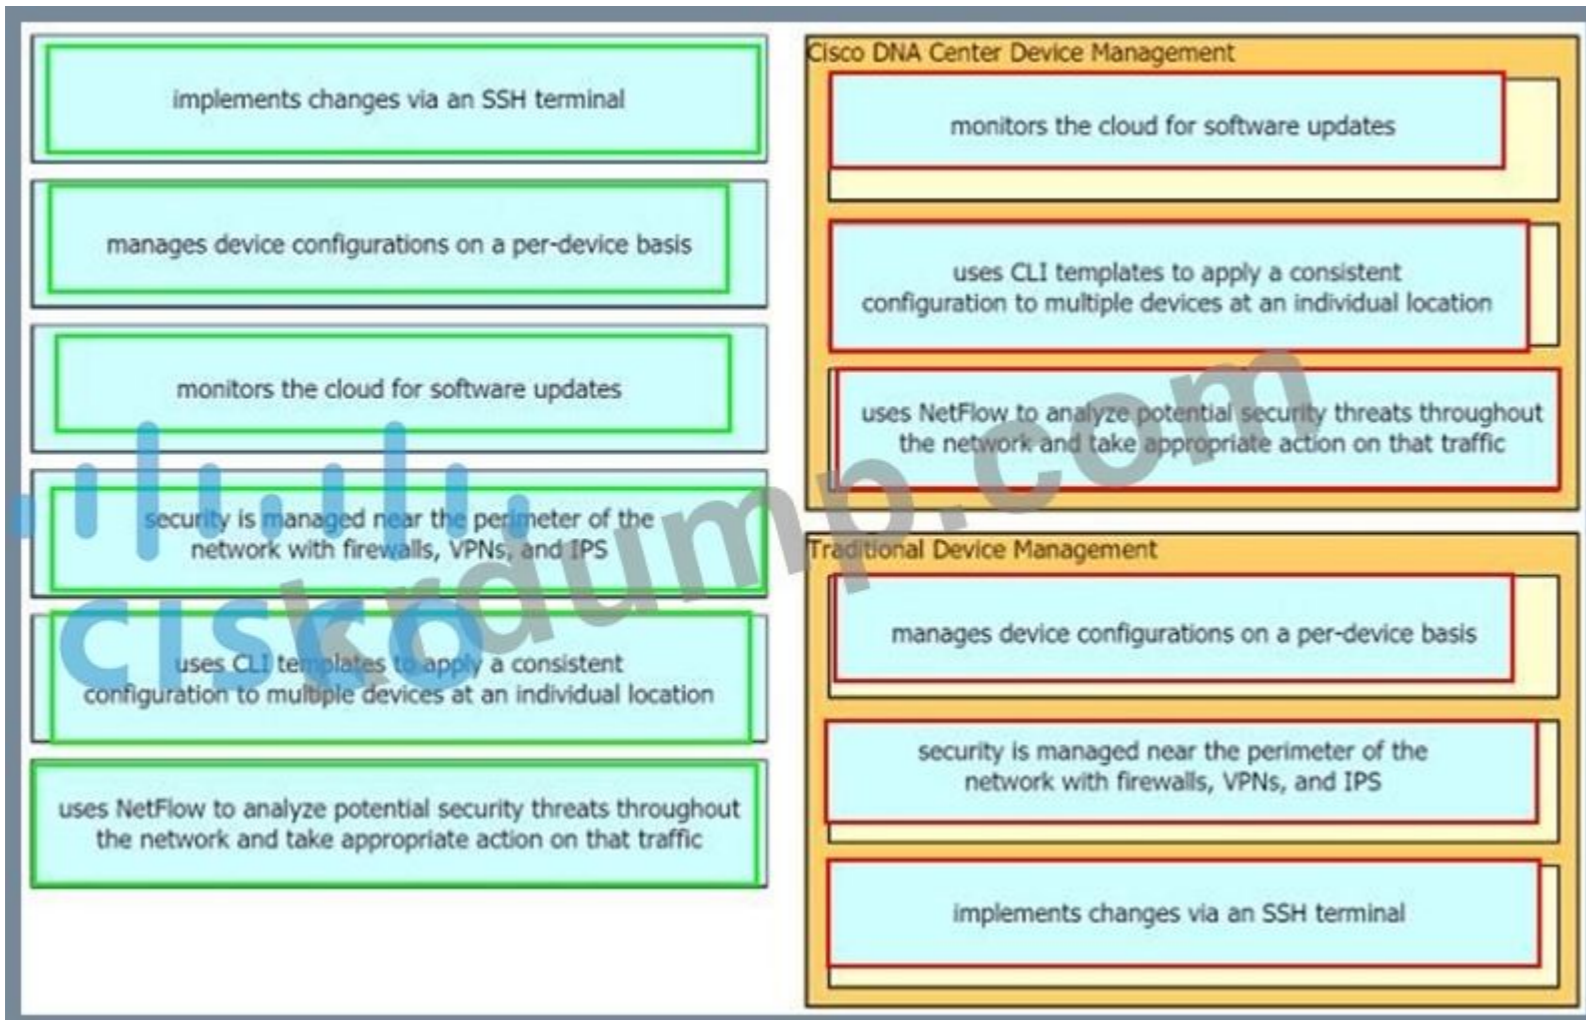 implements changes via an SSH terminal
manages device configurations on a per-device basis
monitors the cloud for software updates
security is managed near the perimeter of the
network with firewalls, VPNs, and IPS
uses CLI templates to apply a consistent
configuration to multiple devices at an individual location
uses NetFlow to analyze potential security threats throughout
the network and take appropriate action on that traffic
Cisco DNA Center Device Management
monitors the cloud for software updates
uses CLI templates to apply a consistent
configuration to multiple devices at an individual location
uses NetFlow to analyze potential security threats throughout
the network and take appropriate action on that traffic
Traditional Device Management
manages device configurations on a per-device basis
security is managed near the perimeter of the
network with firewalls, VPNs, and IPS
implements changes via an SSH terminal
cisco
krdump.com